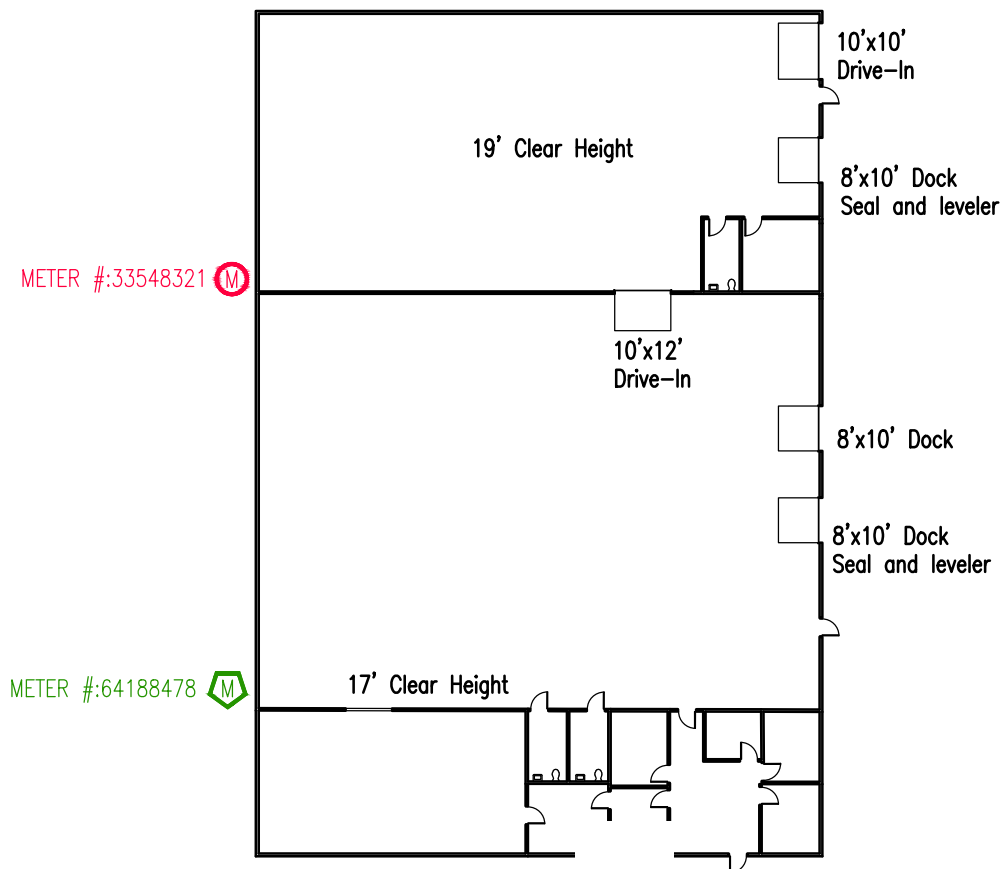 10'x10'
Drive-In
19' Clear Height
8'x10' Dock
Seal and leveler
METER #:33548321 M
10'x12'
Drive-In
8'x10' Dock
8'x10' Dock
Seal and leveler
METER #:64188478 M
17' Clear Height